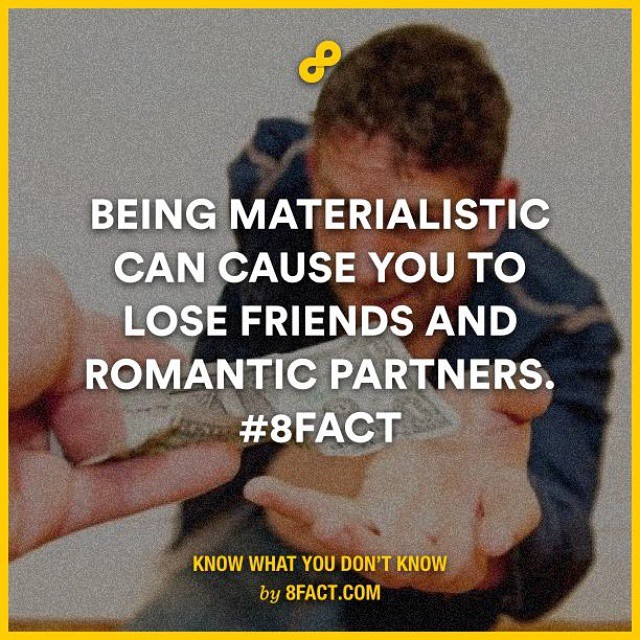 BEING MATERIALISTIC
CAN CAUSE YOU TO
LOSE FRIENDS AND
ROMANTIC PARTNERS.
#8FACT
KNOW WHAT YOU DON'T KNOW
by 8FACT.COM